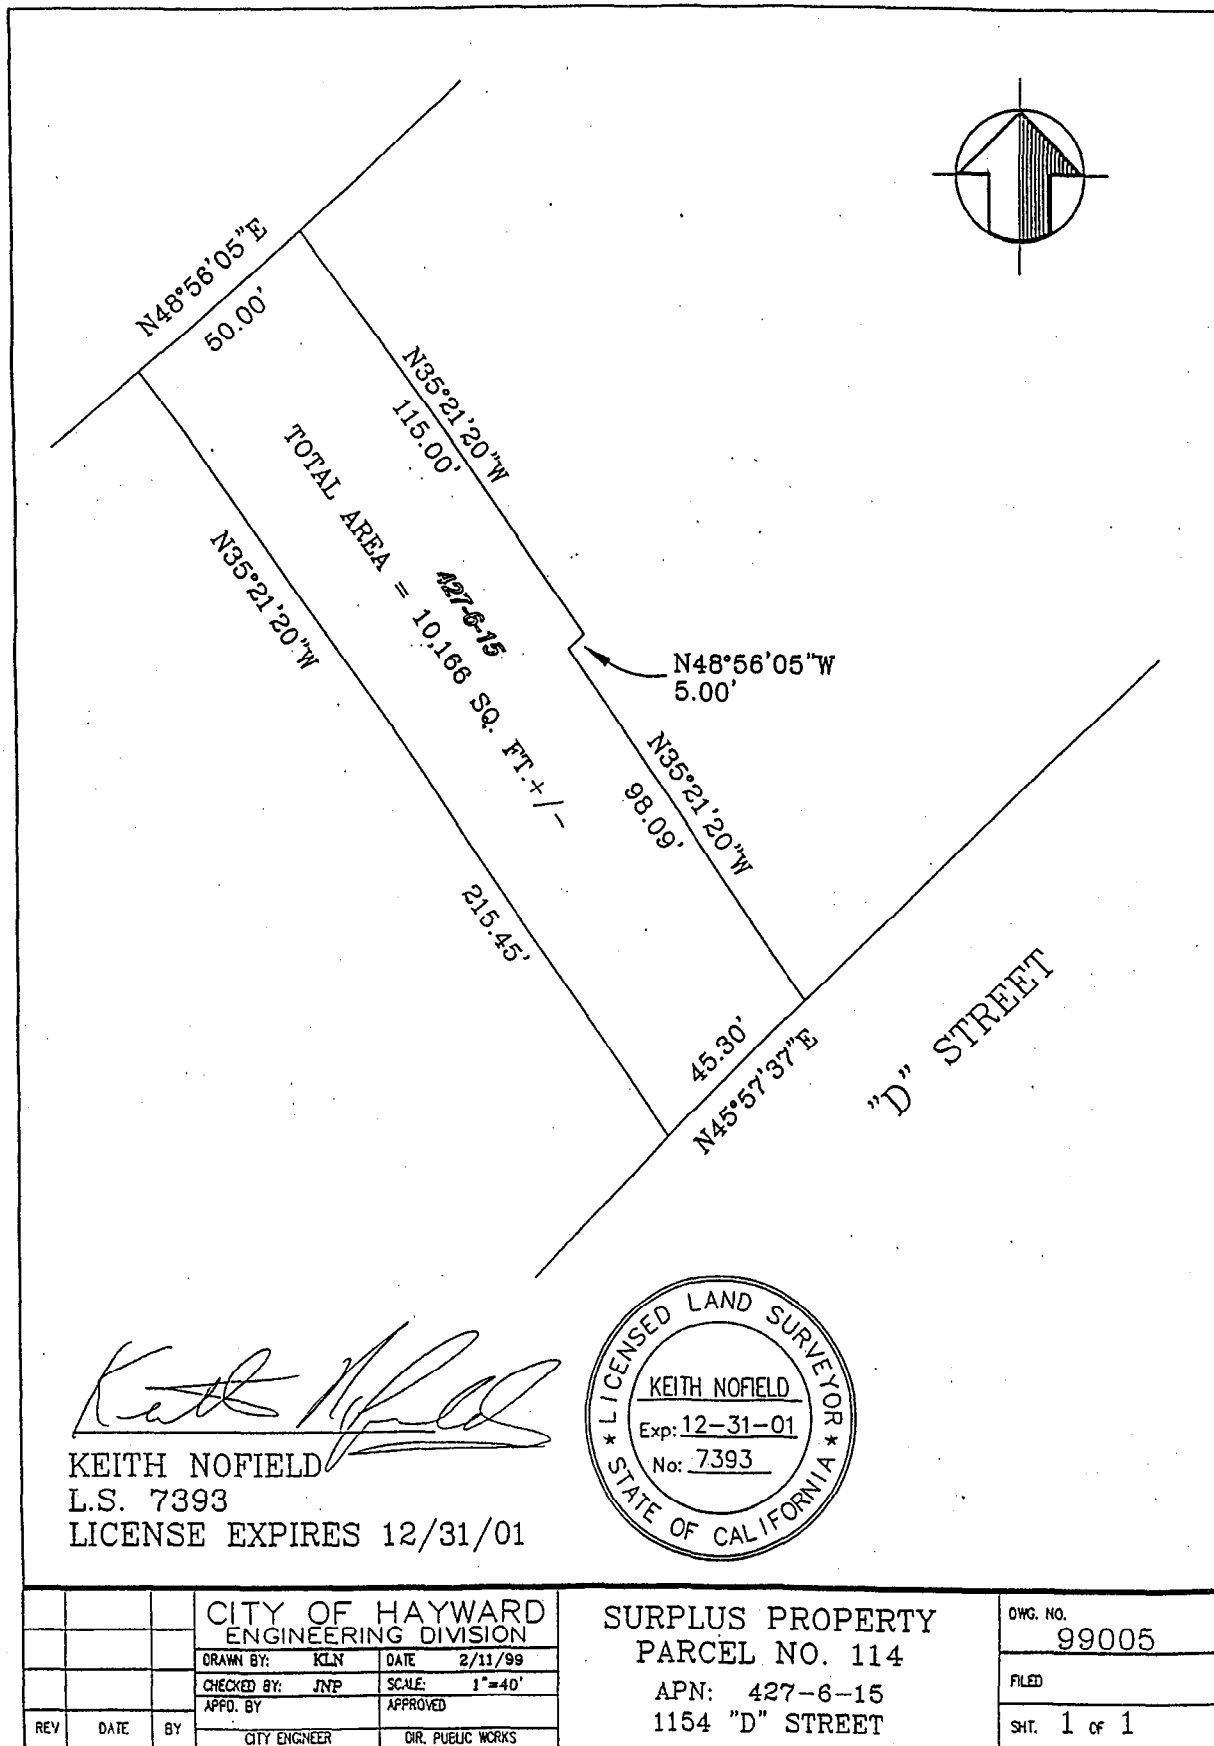 N48°56'05"E
50.00'
N35°21'20"W
115.00'
TOTAL AREA = 10,166 SQ. FT.+/-
427-6-15
N35°21'20"W
215.45'
N48°56'05"W
5.00'
N35°21'20"W
98.09'
45.30'
N45°57'37"E
"D" STREET
KEITH NOFIELD
L.S. 7393
LICENSE EXPIRES 12/31/01
LICENSED LAND SURVEYOR
KEITH NOFIELD
Exp: 12-31-01
No: 7393
STATE OF CALIFORNIA
REV DATE BY
CITY OF HAYWARD
ENGINEERING DIVISION
DRAWN BY: KLN DATE 2/11/99
CHECKED BY: JNP SCALE: 1"=40'
APPD. BY APPROVED
CITY ENGINEER DIR. PUBLIC WORKS
SURPLUS PROPERTY
PARCEL NO. 114
APN: 427-6-15
1154 "D" STREET
DWG. NO.
99005
FILED
SHT. 1 OF 1